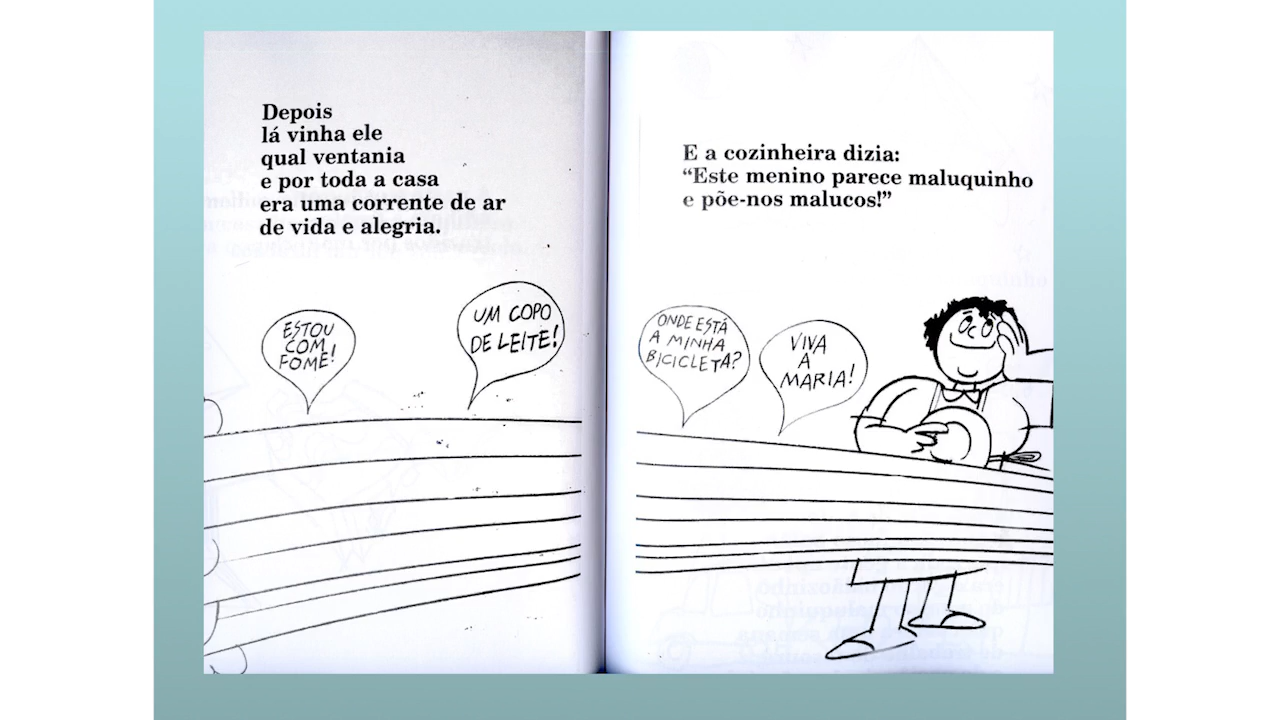 Depois
lá vinha ele
qual ventania
e por toda a casa
era uma corrente de ar
de vida e alegria.
ESTOU
COM
FOME!
UM COPO
DE LEITE!
E a cozinheira dizia:
“Este menino parece maluquinho
e põe-nos malucos!”
ONDE ESTÁ
A MINHA
BICICLETA?
VIVA
A
MARIA!